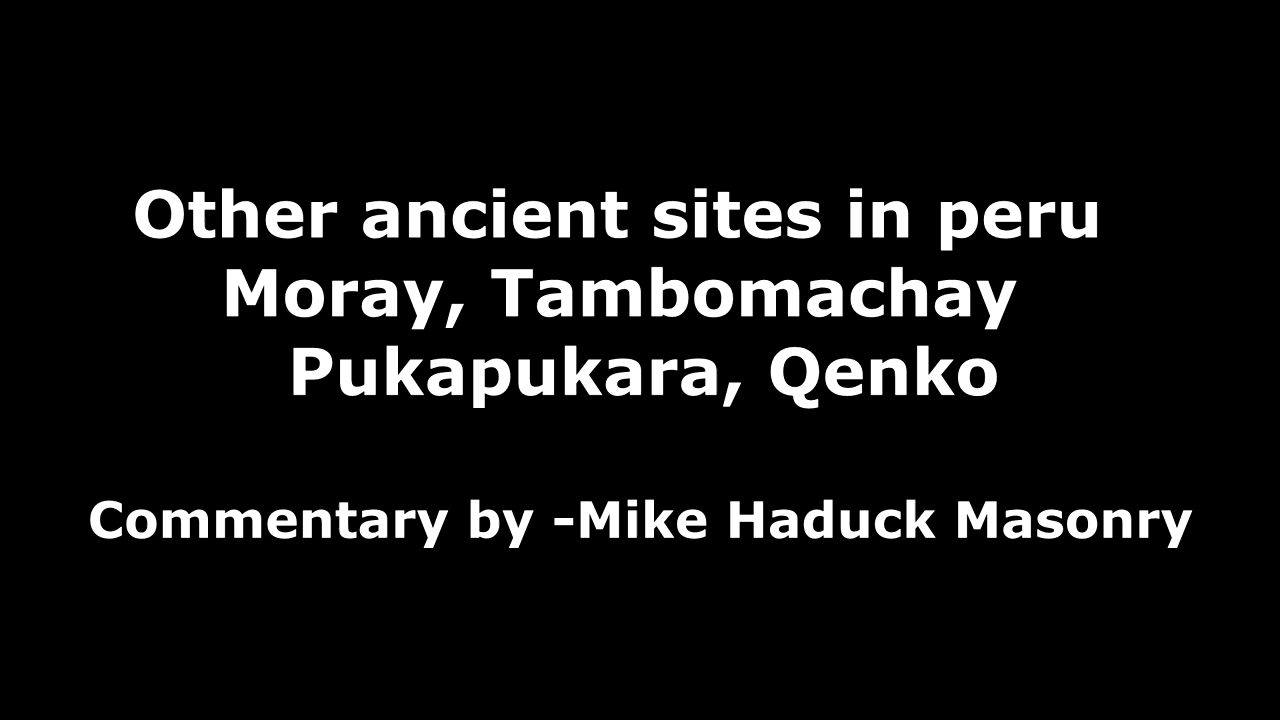 Other ancient sites in peru
Moray, Tambomachay
Pukapukara, Qenko
Commentary by -Mike Haduck Masonry